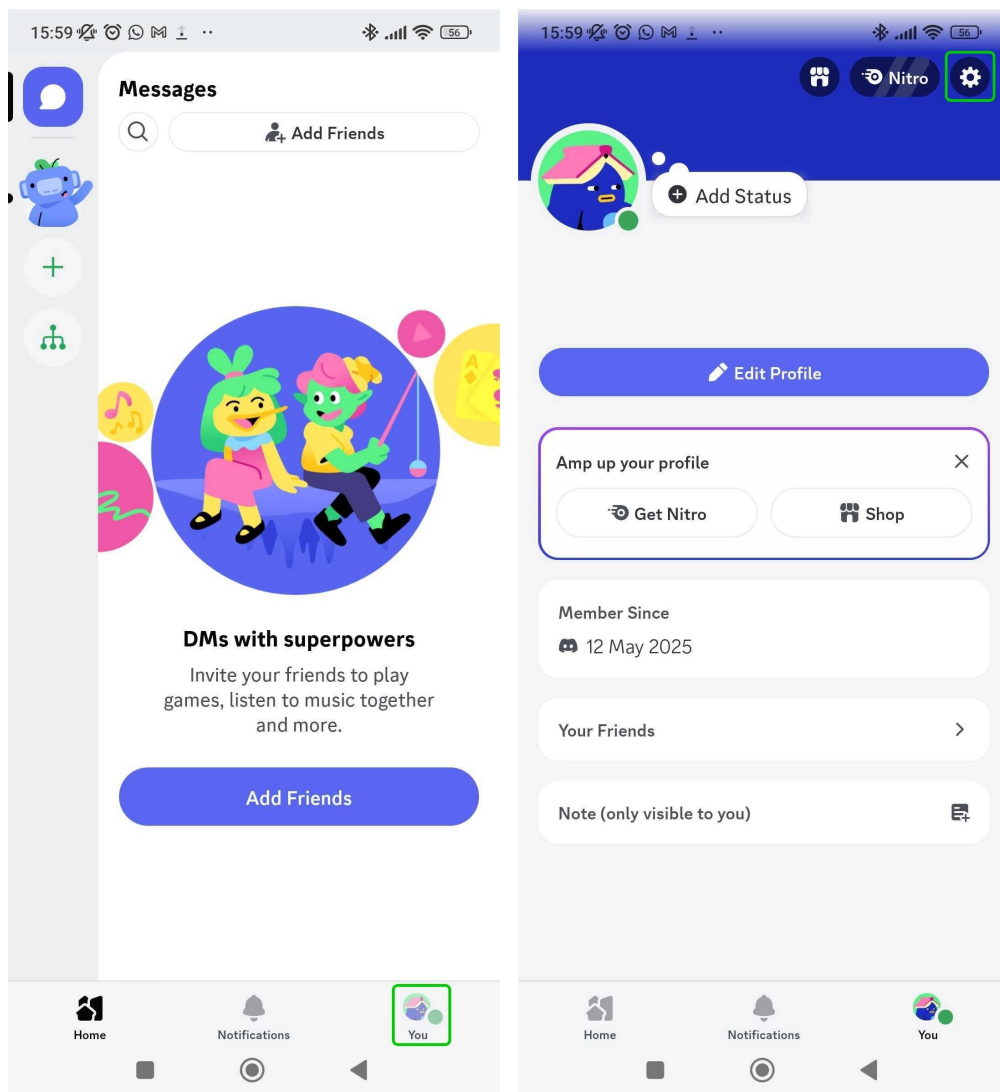 15:59
56
Messages
Add Friends
DMs with superpowers
Invite your friends to play
games, listen to music together
and more.
Add Friends
Home
Notifications
You
15:59
56
Nitro
Add Status
Edit Profile
Amp up your profile
Get Nitro
Shop
Member Since
12 May 2025
Your Friends
Note (only visible to you)
Home
Notifications
You